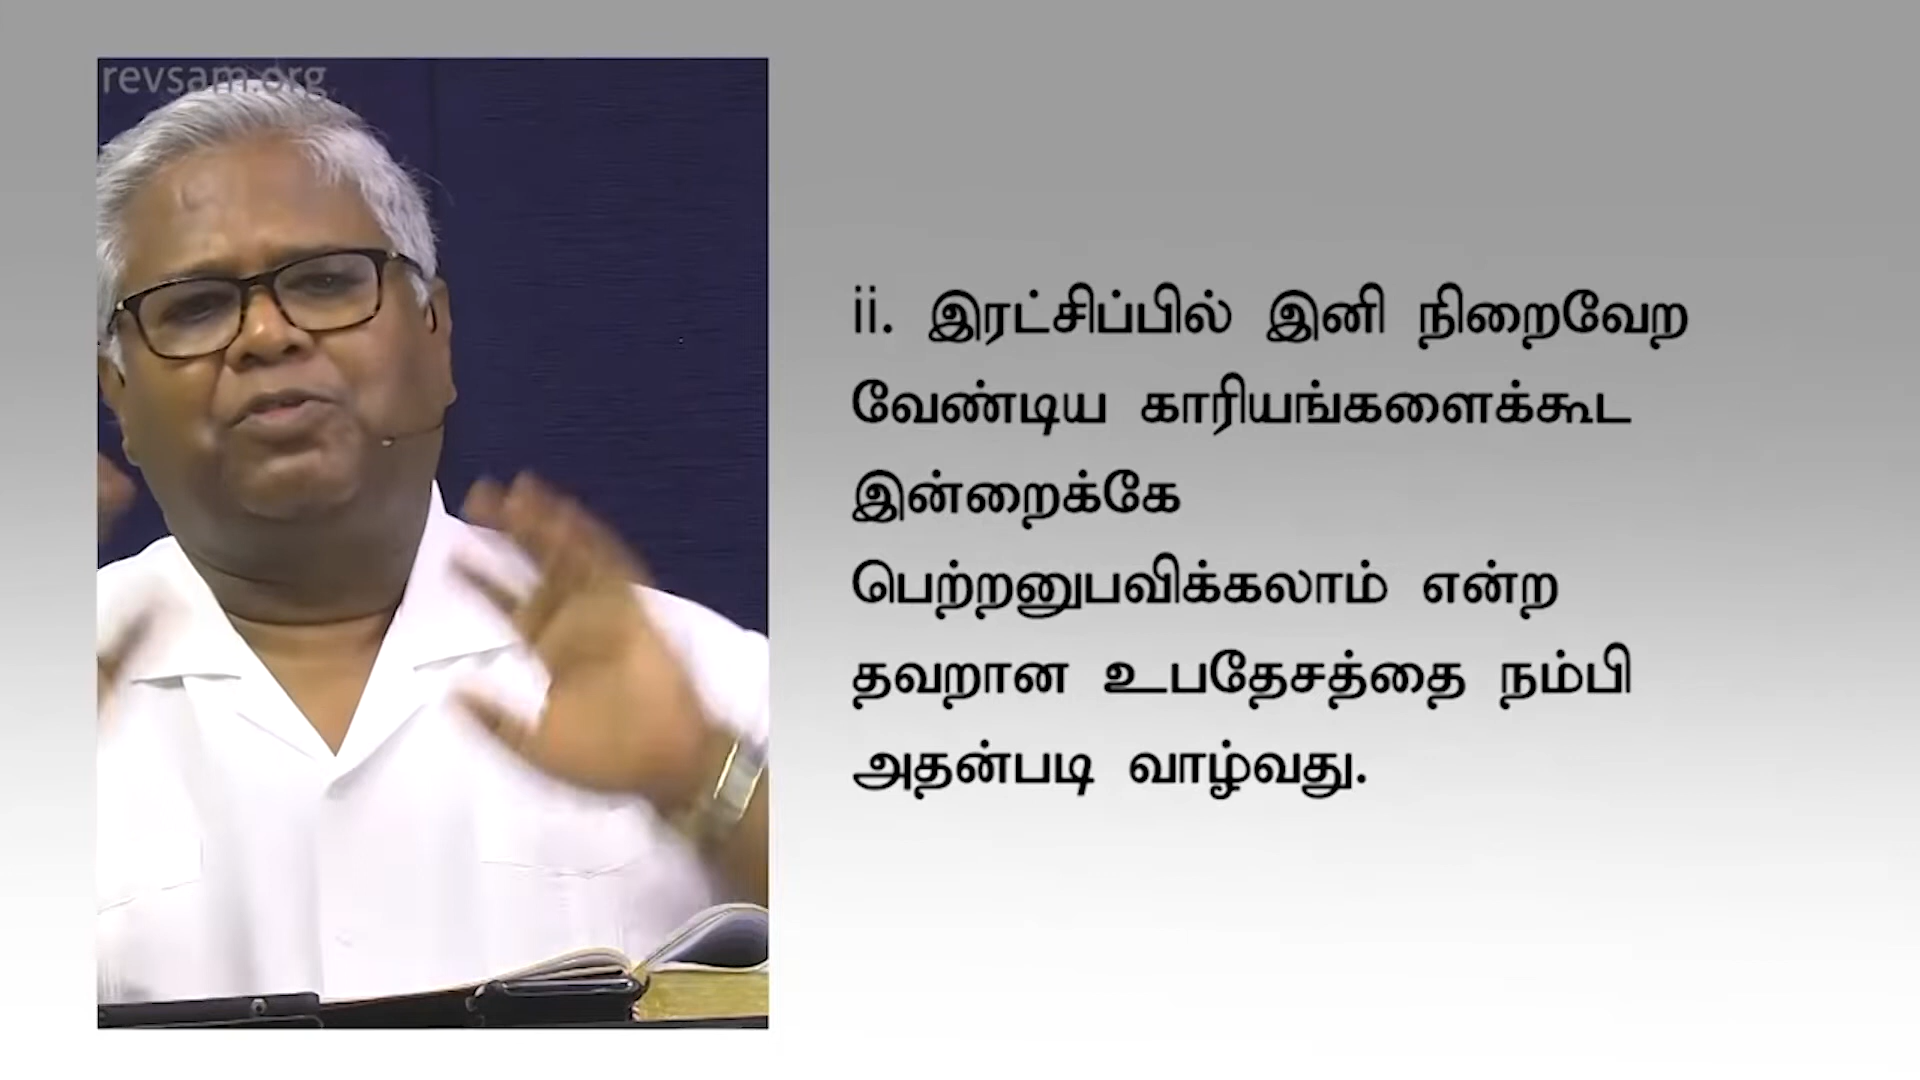 revsam.org
ii. இரட்சிப்பில் இனி நிறைவேற
வேண்டிய காரியங்களைக்கூட
இன்றைக்கே
பெற்றனுபவிக்கலாம் என்ற
தவறான உபதேசத்தை நம்பி
அதன்படி வாழ்வது.